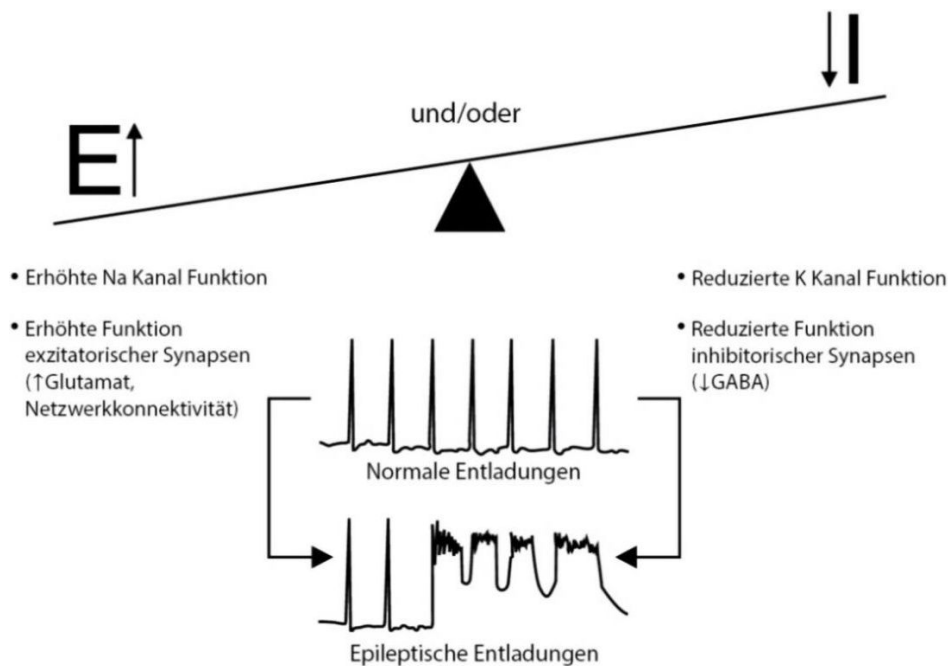 ↓I
und/oder
E↑
• Erhöhte Na Kanal Funktion
• Erhöhte Funktion
exzitatorischer Synapsen
(↑Glutamat,
Netzwerkkonnektivität)
• Reduzierte K Kanal Funktion
• Reduzierte Funktion
inhibitorischer Synapsen
(↓GABA)
Normale Entladungen
Epileptische Entladungen